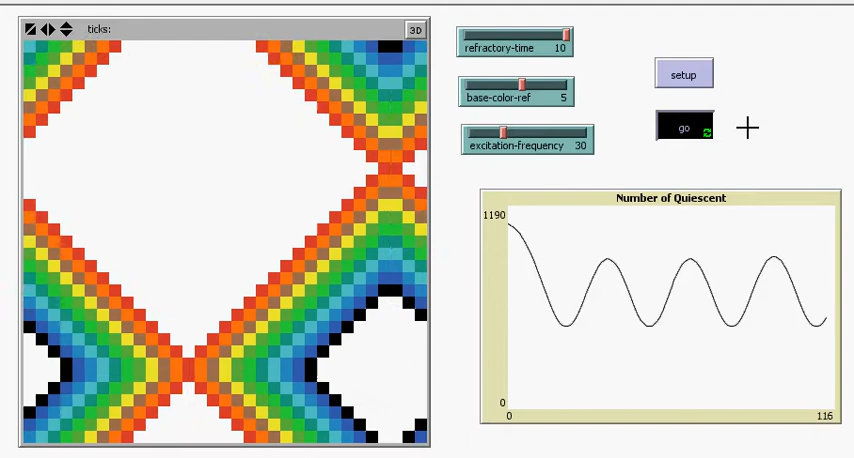 ticks:
3D
refractory-time 10
base-color-ref 5
excitation-frequency 30
setup
go
Number of Quiescent
1190
0
0 116